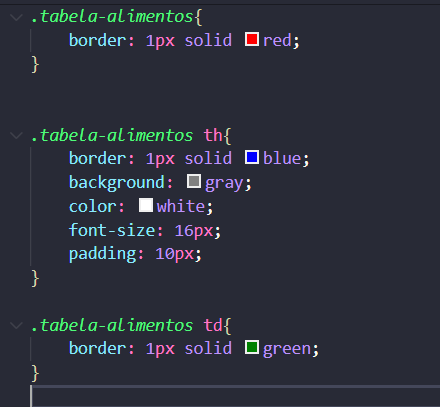 .tabela-alimentos{
border: 1px solid red;
}
.tabela-alimentos th{
border: 1px solid blue;
background: gray;
color: white;
font-size: 16px;
padding: 10px;
}
.tabela-alimentos td{
border: 1px solid green;
}